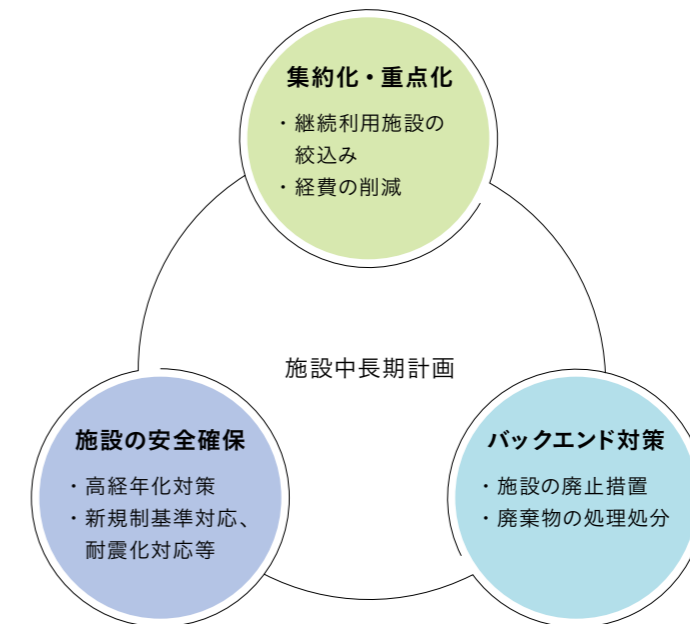 集約化・重点化
・継続利用施設の
絞込み
・経費の削減
施設中長期計画
施設の安全確保
・高経年化対策
・新規制基準対応、
耐震化対応等
バックエンド対策
・施設の廃止措置
・廃棄物の処理処分